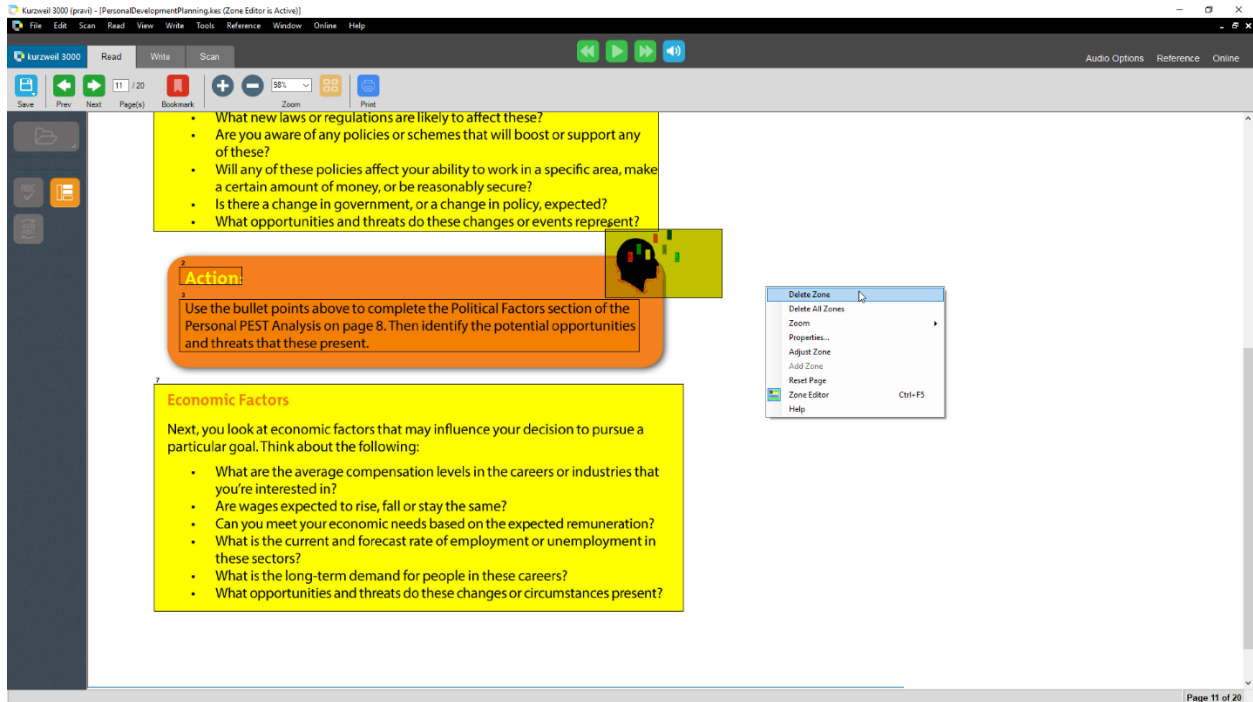 Kurzweil 3000 (pravi) - [PersonalDevelopmentPlanning.kes (Zone Editor is Active)]
File Edit Scan Read View Write Tools Reference Window Online Help
kurzweil 3000 Read Write Scan
Audio Options Reference Online
11 / 20 98%
Save Prev Next Page(s) Bookmark Zoom Print
• What new laws or regulations are likely to affect these?
• Are you aware of any policies or schemes that will boost or support any
of these?
• Will any of these policies affect your ability to work in a specific area, make
a certain amount of money, or be reasonably secure?
• Is there a change in government, or a change in policy, expected?
• What opportunities and threats do these changes or events represent?
2
Action:
3
Use the bullet points above to complete the Political Factors section of the
Personal PEST Analysis on page 8. Then identify the potential opportunities
and threats that these present.
Delete Zone
Delete All Zones
Zoom
Properties...
Adjust Zone
Add Zone
Reset Page
Zone Editor Ctrl+F5
Help
7
Economic Factors
Next, you look at economic factors that may influence your decision to pursue a
particular goal. Think about the following:
• What are the average compensation levels in the careers or industries that
you're interested in?
• Are wages expected to rise, fall or stay the same?
• Can you meet your economic needs based on the expected remuneration?
• What is the current and forecast rate of employment or unemployment in
these sectors?
• What is the long-term demand for people in these careers?
• What opportunities and threats do these changes or circumstances present?
Page 11 of 20